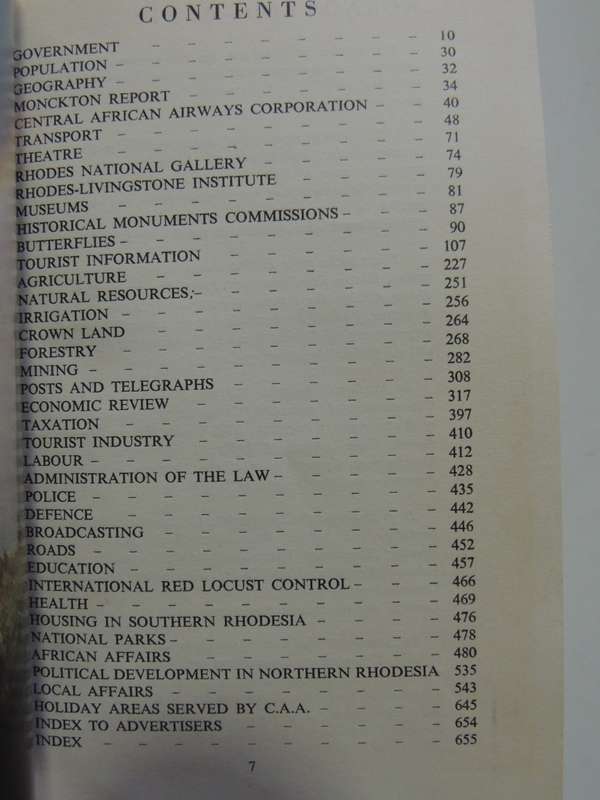 CONTENTS
GOVERNMENT – – – – – – – – 10
POPULATION – – – – – – – – – 30
GEOGRAPHY – – – – – – – – – 32
MONCKTON REPORT – – – – – – – 34
CENTRAL AFRICAN AIRWAYS CORPORATION – – 40
TRANSPORT – – – – – – – – – 48
THEATRE – – – – – – – – – 71
RHODES NATIONAL GALLERY – – – – – 74
RHODES-LIVINGSTONE INSTITUTE – – – – 79
MUSEUMS – – – – – – – – – 81
HISTORICAL MONUMENTS COMMISSIONS – – – 87
BUTTERFLIES – – – – – – – – – 90
TOURIST INFORMATION – – – – – – 107
AGRICULTURE – – – – – – – – 227
NATURAL RESOURCES – – – – – – – 251
IRRIGATION – – – – – – – – – 256
CROWN LAND – – – – – – – – 264
FORESTRY – – – – – – – – – 268
MINING – – – – – – – – – – 282
POSTS AND TELEGRAPHS – – – – – – 308
ECONOMIC REVIEW – – – – – – – 317
TAXATION – – – – – – – – – 397
TOURIST INDUSTRY – – – – – – – 410
LABOUR – – – – – – – – – – 412
ADMINISTRATION OF THE LAW – – – – – 428
POLICE – – – – – – – – – – 435
DEFENCE – – – – – – – – – 442
BROADCASTING – – – – – – – – 446
ROADS – – – – – – – – – – 452
EDUCATION – – – – – – – – – 457
INTERNATIONAL RED LOCUST CONTROL – – – 466
HEALTH – – – – – – – – – – 469
HOUSING IN SOUTHERN RHODESIA – – – – 476
NATIONAL PARKS – – – – – – – – 478
AFRICAN AFFAIRS – – – – – – – 480
POLITICAL DEVELOPMENT IN NORTHERN RHODESIA 535
LOCAL AFFAIRS – – – – – – – – 543
HOLIDAY AREAS SERVED BY C.A.A. – – – – 645
INDEX TO ADVERTISERS – – – – – – 654
INDEX – – – – – – – – – – 655
7